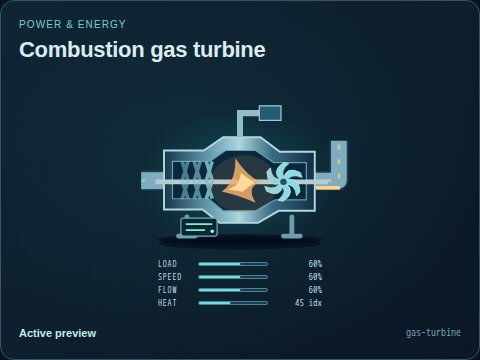 POWER & ENERGY
Combustion gas turbine
LOAD 60%
SPEED 60%
FLOW 60%
HEAT 45 idx
Active preview gas-turbine